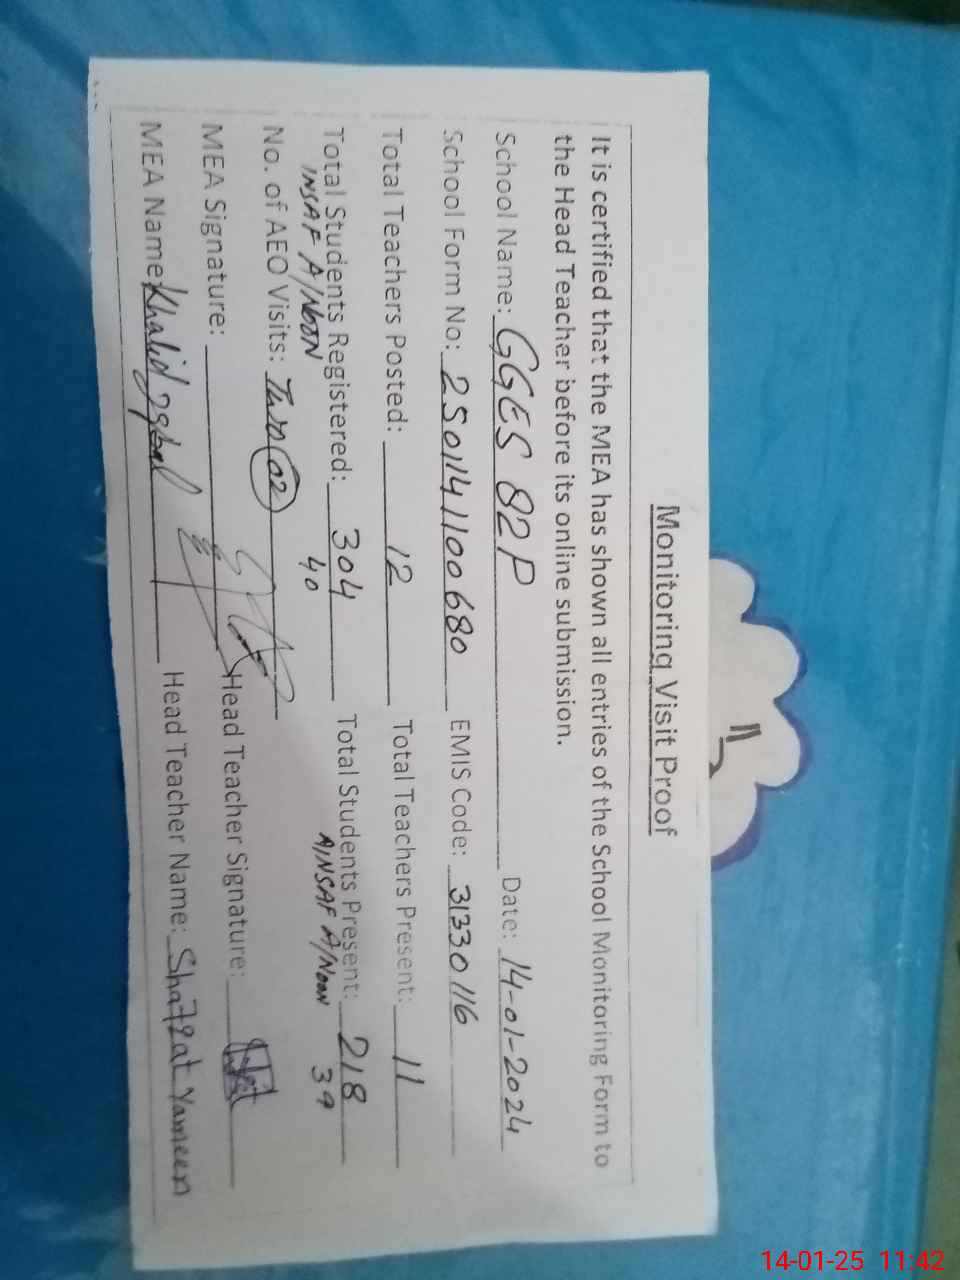 Monitoring Visit Proof
It is certified that the MEA has shown all entries of the School Monitoring Form to
the Head Teacher before its online submission.
School Name: GGES 82P Date: 14-01-2024
School Form No: 2501141100680 EMIS Code: 31330116
Total Teachers Posted: 12 Total Teachers Present: 11
Total Students Registered: 304 Total Students Present: 218
INSAF A/NOON 40 A/NSAF A/Noon 39
No. of AEO Visits: Two (02)
MEA Signature: Head Teacher Signature:
MEA Name: Khalid Iqbal Head Teacher Name: Shafqat Yameen
14-01-25 11:42